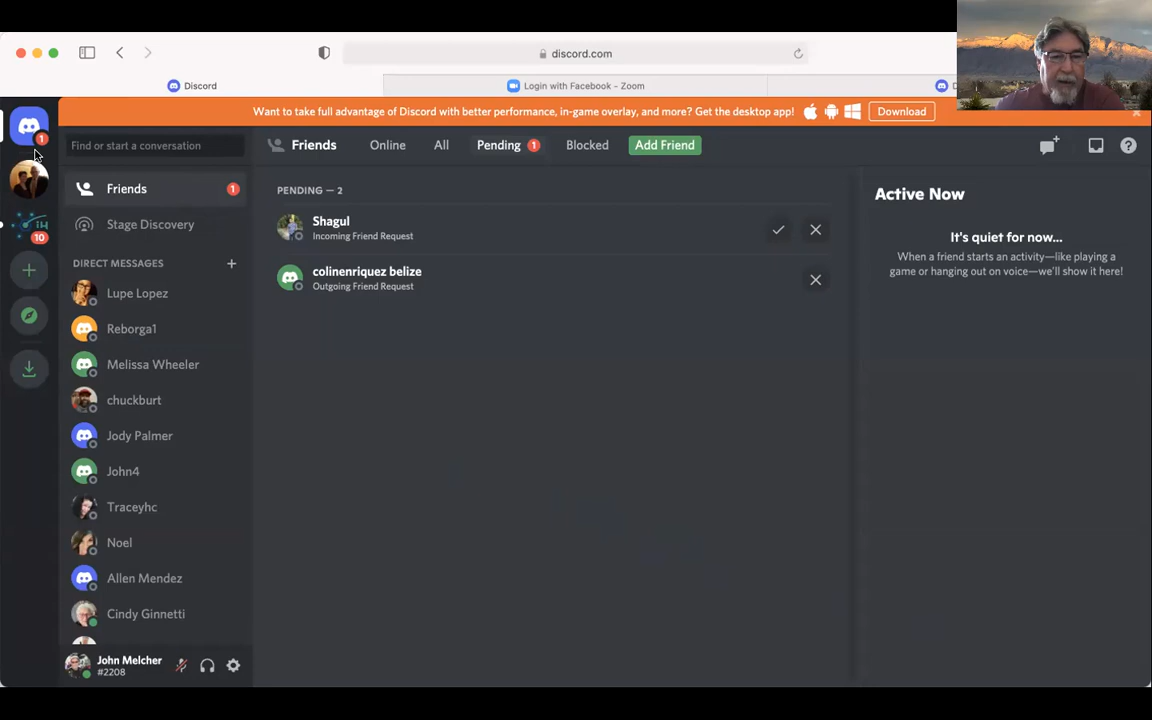 discord.com
Discord
Login with Facebook – Zoom
Want to take full advantage of Discord with better performance, in-game overlay, and more? Get the desktop app!
Download
1
Find or start a conversation
Friends
Online
All
Pending 1
Blocked
Add Friend
Friends 1
Stage Discovery
DIRECT MESSAGES
Lupe Lopez
Reborga1
Melissa Wheeler
chuckburt
Jody Palmer
John4
Traceyhc
Noel
Allen Mendez
Cindy Ginnetti
John Melcher
#2208
iH
10
PENDING — 2
Shagul
Incoming Friend Request
colinenriquez belize
Outgoing Friend Request
Active Now
It's quiet for now...
When a friend starts an activity—like playing a
game or hanging out on voice—we'll show it here!